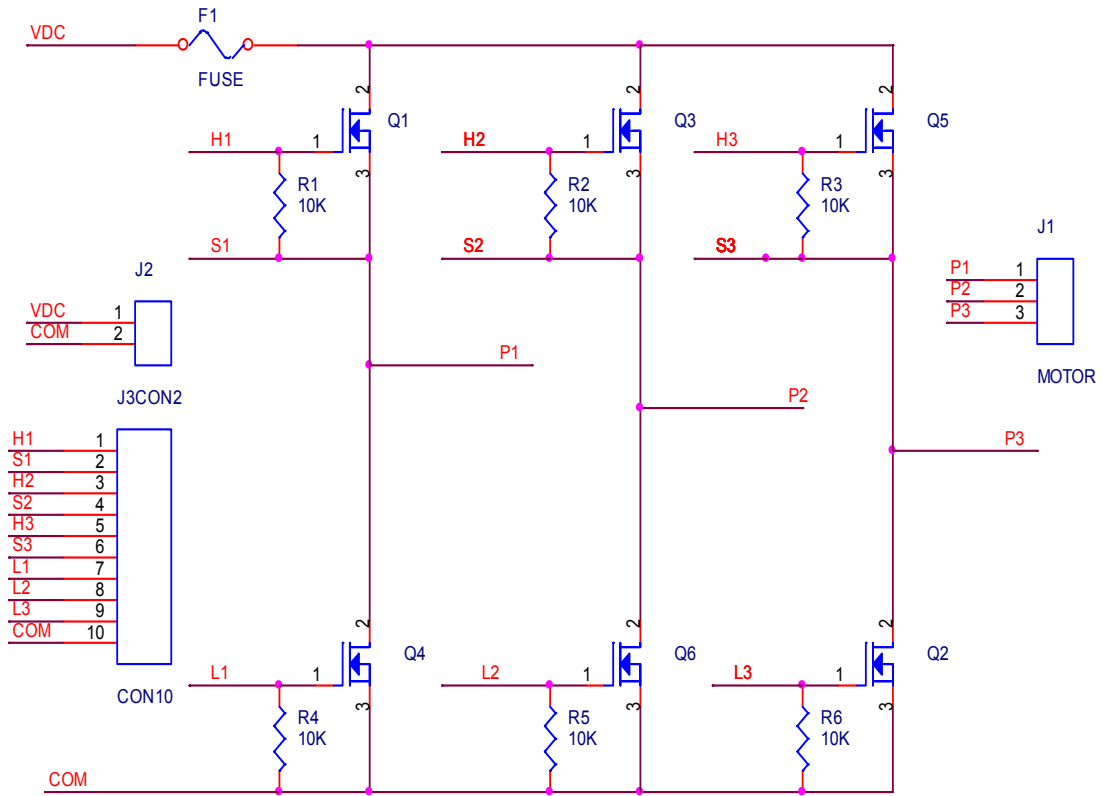 F1
VDC
FUSE
2
2
2
Q1
Q3
Q5
H1
1
H2
1
H3
1
3
3
3
R1
10K
R2
10K
R3
10K
S1
S2
S3
J1
P1
1
P2
2
P3
3
MOTOR
J2
VDC
1
COM
2
P1
J3CON2
P2
P3
H1
1
S1
2
H2
3
S2
4
H3
5
S3
6
L1
7
L2
8
L3
9
COM
10
CON10
2
2
2
Q4
Q6
Q2
L1
1
L2
1
L3
1
3
3
3
R4
10K
R5
10K
R6
10K
COM